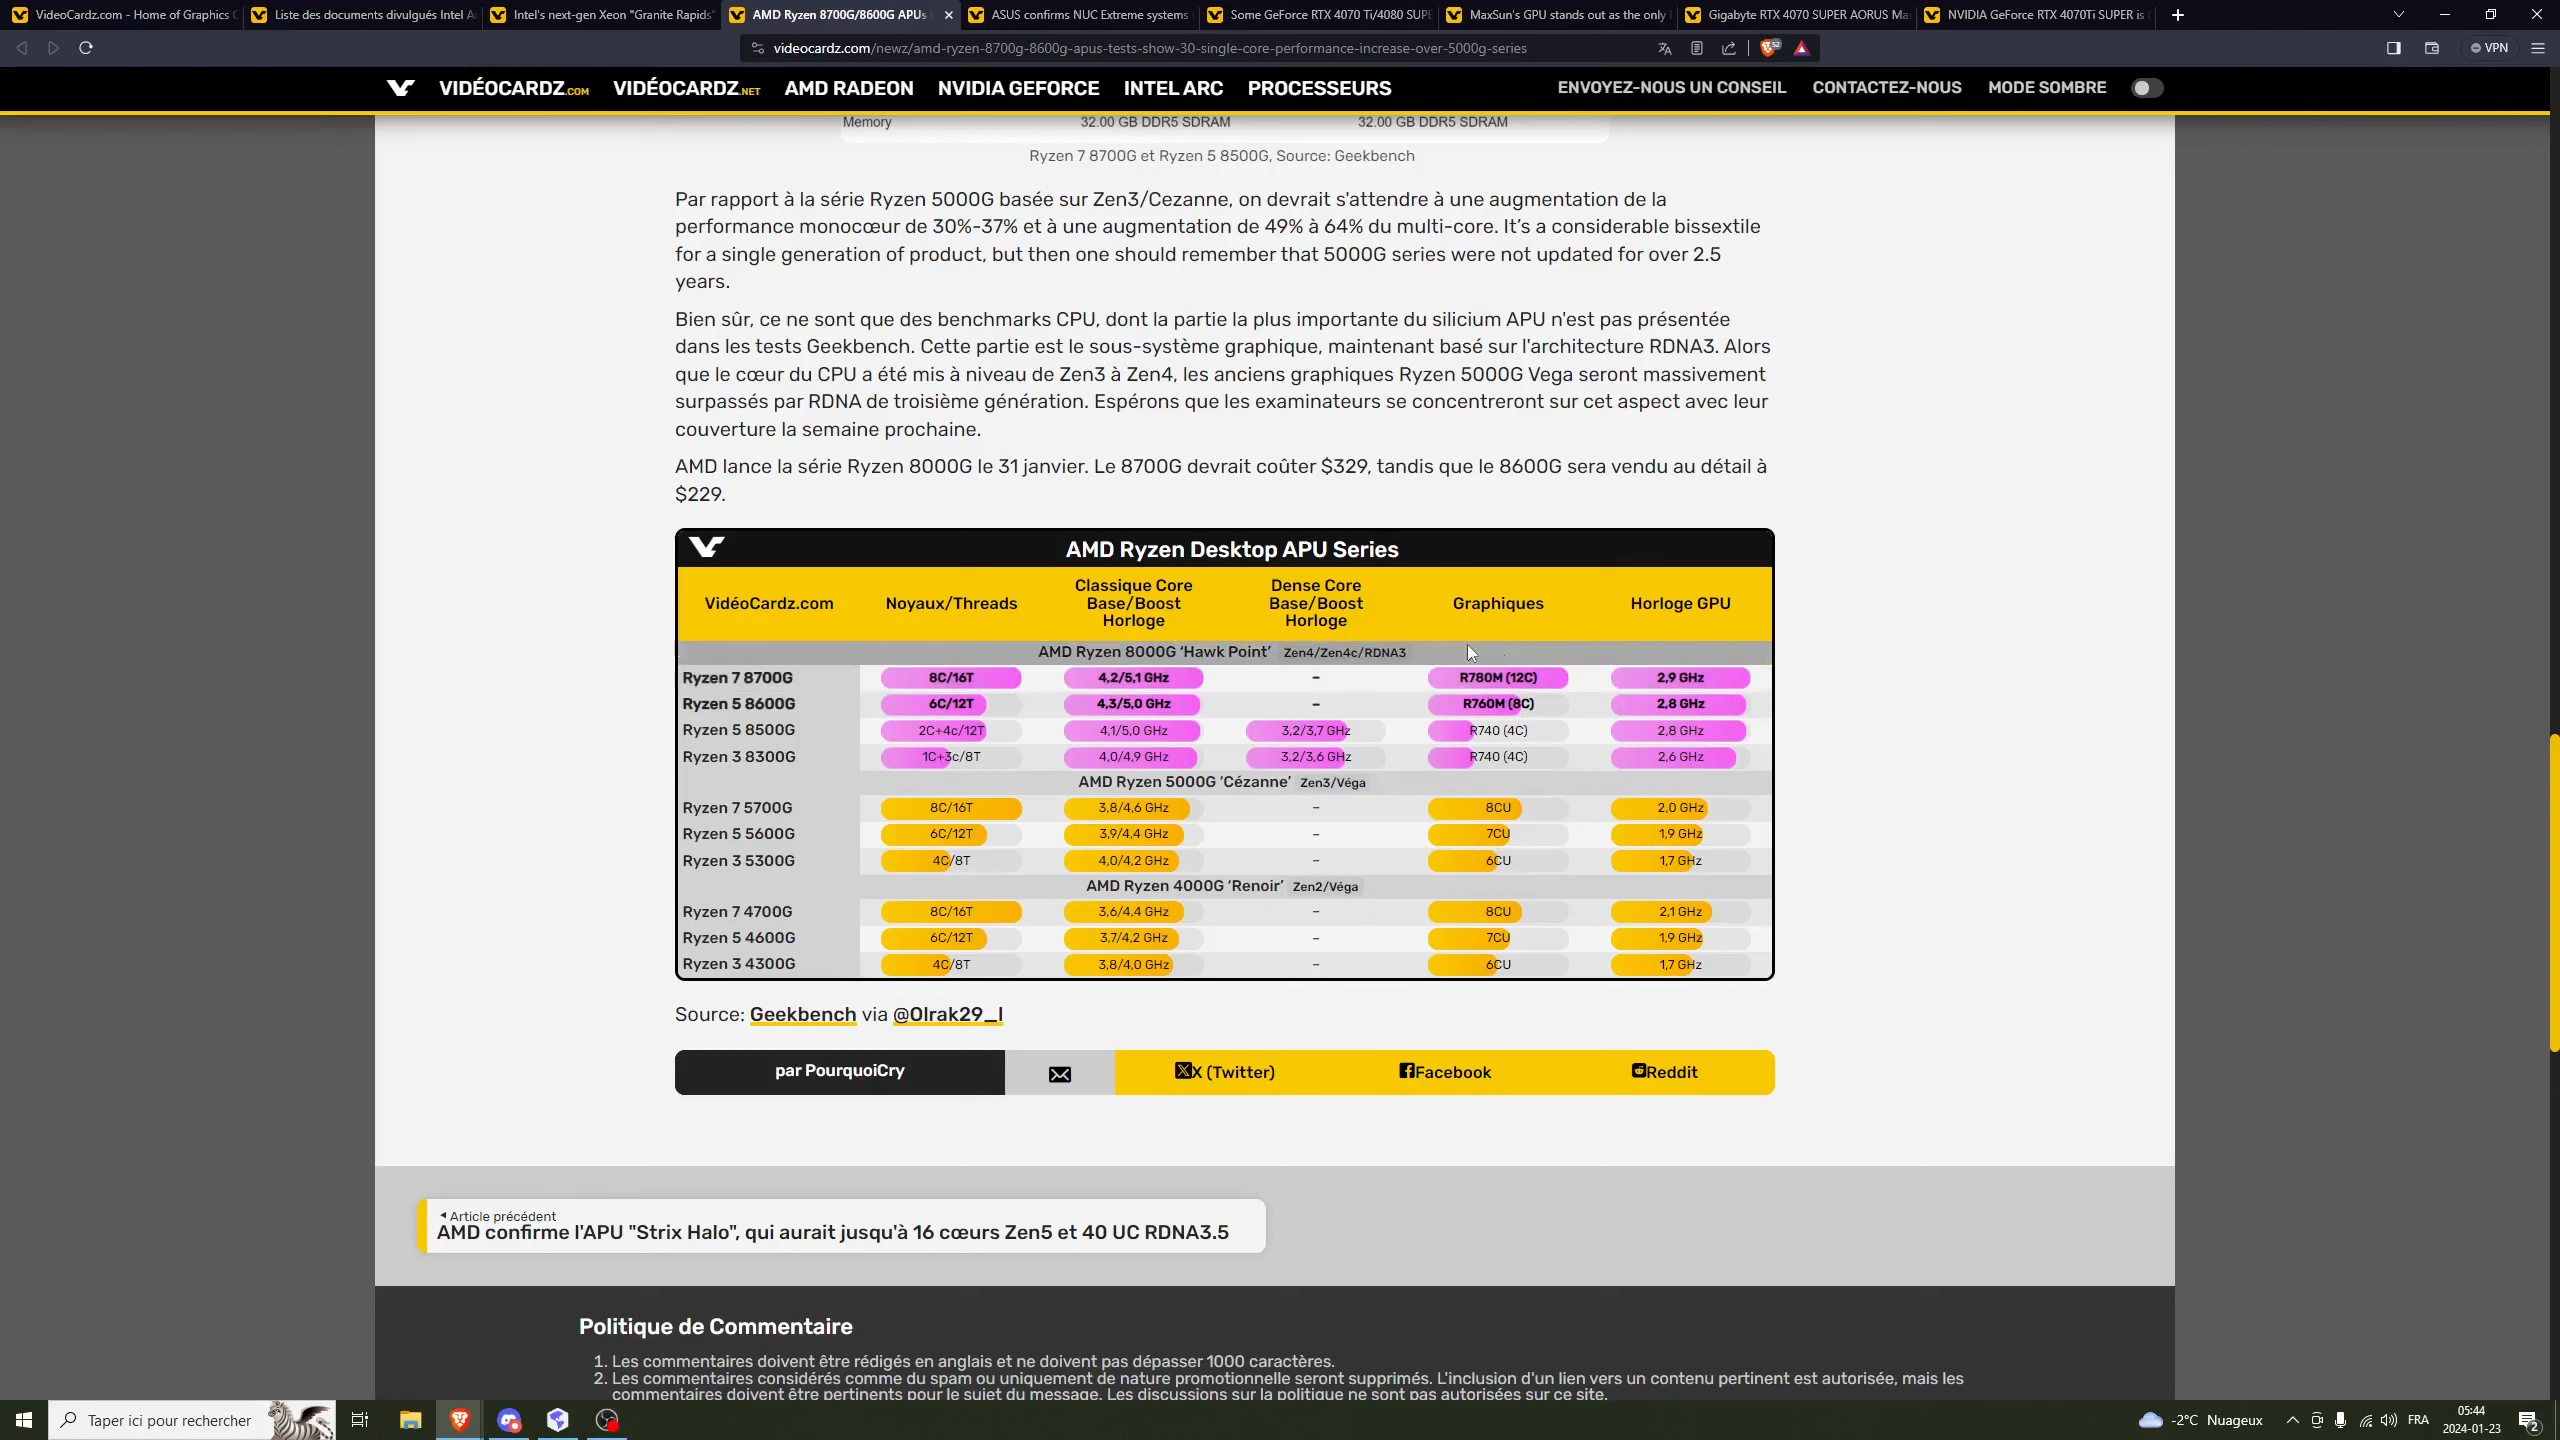 VideoCardz.com - Home of Graphics C
Liste des documents divulgués Intel A
Intel's next-gen Xeon "Granite Rapids"
AMD Ryzen 8700G/8600G APUs
ASUS confirms NUC Extreme systems
Some GeForce RTX 4070 Ti/4080 SUPE
MaxSun's GPU stands out as the only
Gigabyte RTX 4070 SUPER AORUS Ma
NVIDIA GeForce RTX 4070Ti SUPER is
videocardz.com/newz/amd-ryzen-8700g-8600g-apus-tests-show-30-single-core-performance-increase-over-5000g-series
52
VPN
VIDÉOCARDZ.COM VIDÉOCARDZ.NET AMD RADEON NVIDIA GEFORCE INTEL ARC PROCESSEURS ENVOYEZ-NOUS UN CONSEIL CONTACTEZ-NOUS MODE SOMBRE
Memory 32.00 GB DDR5 SDRAM 32.00 GB DDR5 SDRAM
Ryzen 7 8700G et Ryzen 5 8500G, Source: Geekbench
Par rapport à la série Ryzen 5000G basée sur Zen3/Cezanne, on devrait s'attendre à une augmentation de la
performance monocœur de 30%-37% et à une augmentation de 49% à 64% du multi-core. It’s a considerable bissextile
for a single generation of product, but then one should remember that 5000G series were not updated for over 2.5
years.
Bien sûr, ce ne sont que des benchmarks CPU, dont la partie la plus importante du silicium APU n'est pas présentée
dans les tests Geekbench. Cette partie est le sous-système graphique, maintenant basé sur l'architecture RDNA3. Alors
que le cœur du CPU a été mis à niveau de Zen3 à Zen4, les anciens graphiques Ryzen 5000G Vega seront massivement
surpassés par RDNA de troisième génération. Espérons que les examinateurs se concentreront sur cet aspect avec leur
couverture la semaine prochaine.
AMD lance la série Ryzen 8000G le 31 janvier. Le 8700G devrait coûter $329, tandis que le 8600G sera vendu au détail à
$229.
AMD Ryzen Desktop APU Series
VidéoCardz.com Noyaux/Threads Classique Core Base/Boost Horloge Dense Core Base/Boost Horloge Graphiques Horloge GPU
AMD Ryzen 8000G ‘Hawk Point’ Zen4/Zen4c/RDNA3
Ryzen 7 8700G 8C/16T 4,2/5,1 GHz – R780M (12C) 2,9 GHz
Ryzen 5 8600G 6C/12T 4,3/5,0 GHz – R760M (8C) 2,8 GHz
Ryzen 5 8500G 2C+4c/12T 4,1/5,0 GHz 3,2/3,7 GHz R740 (4C) 2,8 GHz
Ryzen 3 8300G 1C+3c/8T 4,0/4,9 GHz 3,2/3,6 GHz R740 (4C) 2,6 GHz
AMD Ryzen 5000G ‘Cézanne’ Zen3/Véga
Ryzen 7 5700G 8C/16T 3,8/4,6 GHz – 8CU 2,0 GHz
Ryzen 5 5600G 6C/12T 3,9/4,4 GHz – 7CU 1,9 GHz
Ryzen 3 5300G 4C/8T 4,0/4,2 GHz – 6CU 1,7 GHz
AMD Ryzen 4000G ‘Renoir’ Zen2/Véga
Ryzen 7 4700G 8C/16T 3,6/4,4 GHz – 8CU 2,1 GHz
Ryzen 5 4600G 6C/12T 3,7/4,2 GHz – 7CU 1,9 GHz
Ryzen 3 4300G 4C/8T 3,8/4,0 GHz – 6CU 1,7 GHz
Source: Geekbench via @Olrak29_I
par PourquoiCry X (Twitter) Facebook Reddit
Article précédent
AMD confirme l'APU "Strix Halo", qui aurait jusqu'à 16 cœurs Zen5 et 40 UC RDNA3.5
Politique de Commentaire
1. Les commentaires doivent être rédigés en anglais et ne doivent pas dépasser 1000 caractères.
2. Les commentaires considérés comme du spam ou uniquement de nature promotionnelle seront supprimés. L'inclusion d'un lien vers un contenu pertinent est autorisée, mais les
commentaires doivent être pertinents pour le sujet du message. Les discussions sur la politique ne sont pas autorisées sur ce site.
Taper ici pour rechercher
-2°C Nuageux
FRA
05:44
2024-01-23
2